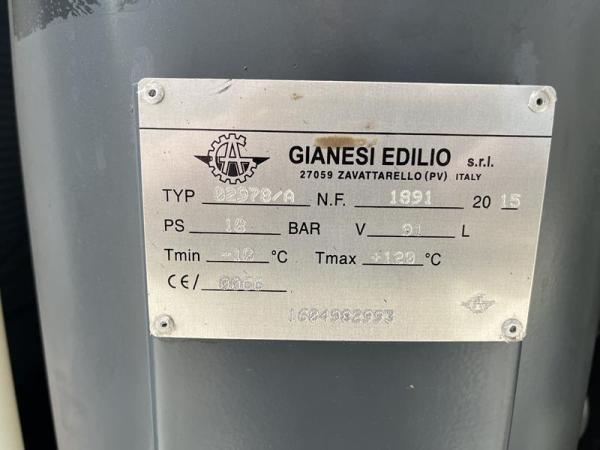 GIANESI EDILIO s.r.l.
27059 ZAVATTARELLO (PV) ITALY
TYP 02978/A N.F. 1891 20 15
PS 18 BAR V 91 L
Tmin -10 °C Tmax +120 °C
CE/ 0066
1604982993